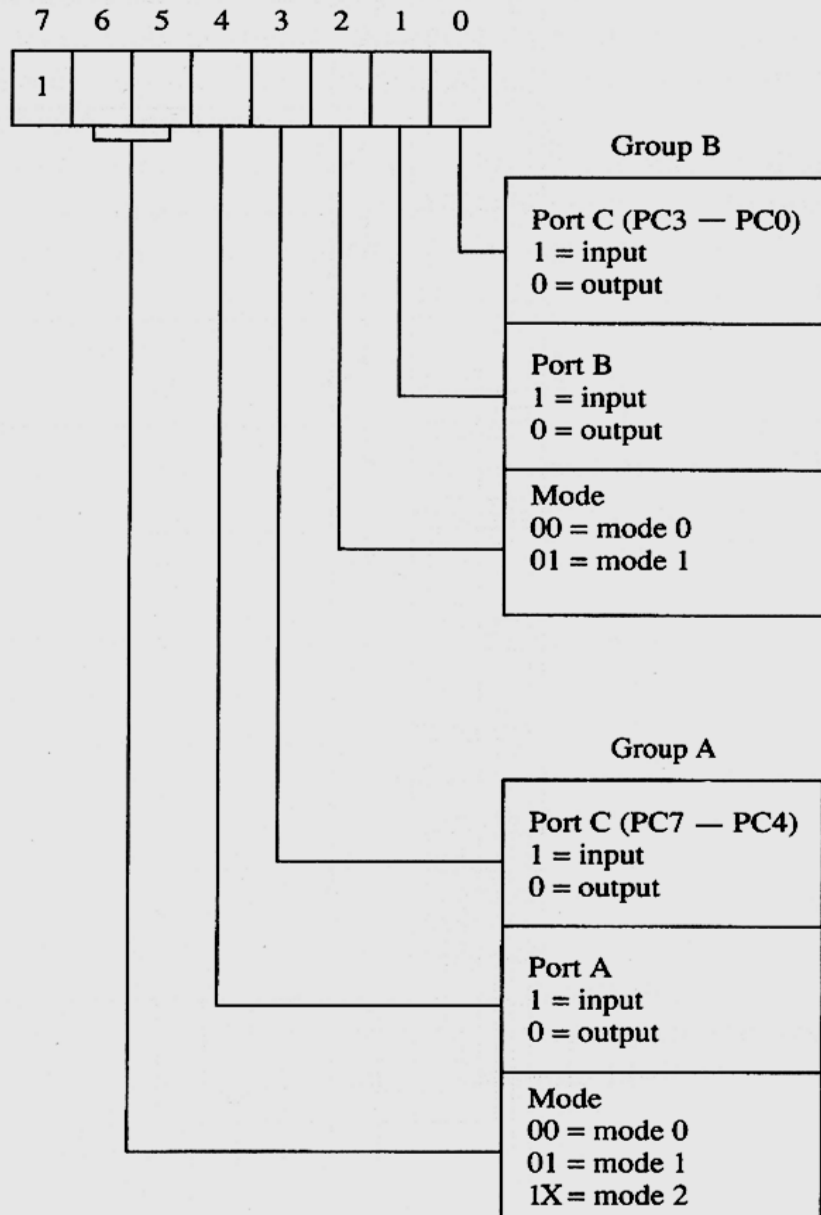 7 6 5 4 3 2 1 0
1
Group B
Port C (PC3 — PC0)
1 = input
0 = output
Port B
1 = input
0 = output
Mode
00 = mode 0
01 = mode 1
Group A
Port C (PC7 — PC4)
1 = input
0 = output
Port A
1 = input
0 = output
Mode
00 = mode 0
01 = mode 1
1X = mode 2